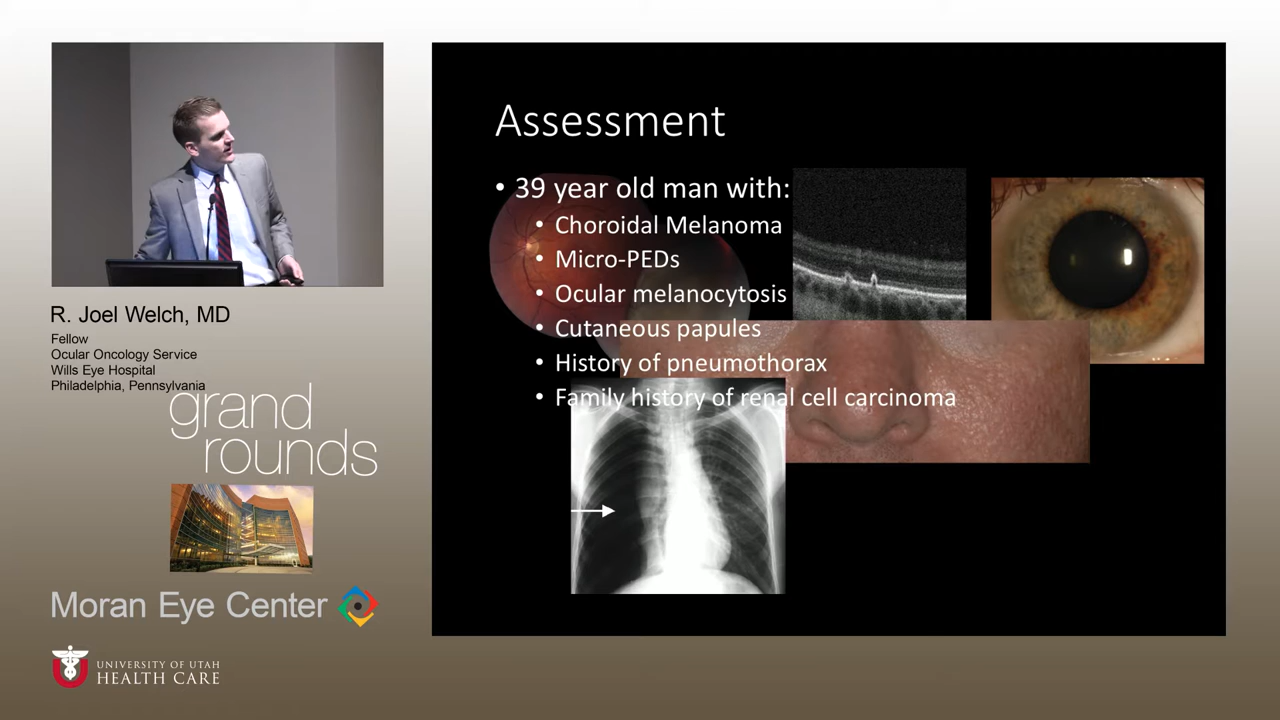 Assessment
• 39 year old man with:
• Choroidal Melanoma
• Micro-PEDs
• Ocular melanocytosis
• Cutaneous papules
• History of pneumothorax
• Family history of renal cell carcinoma
R. Joel Welch, MD
Fellow
Ocular Oncology Service
Wills Eye Hospital
Philadelphia, Pennsylvania
grand
rounds
Moran Eye Center
UNIVERSITY OF UTAH
HEALTH CARE